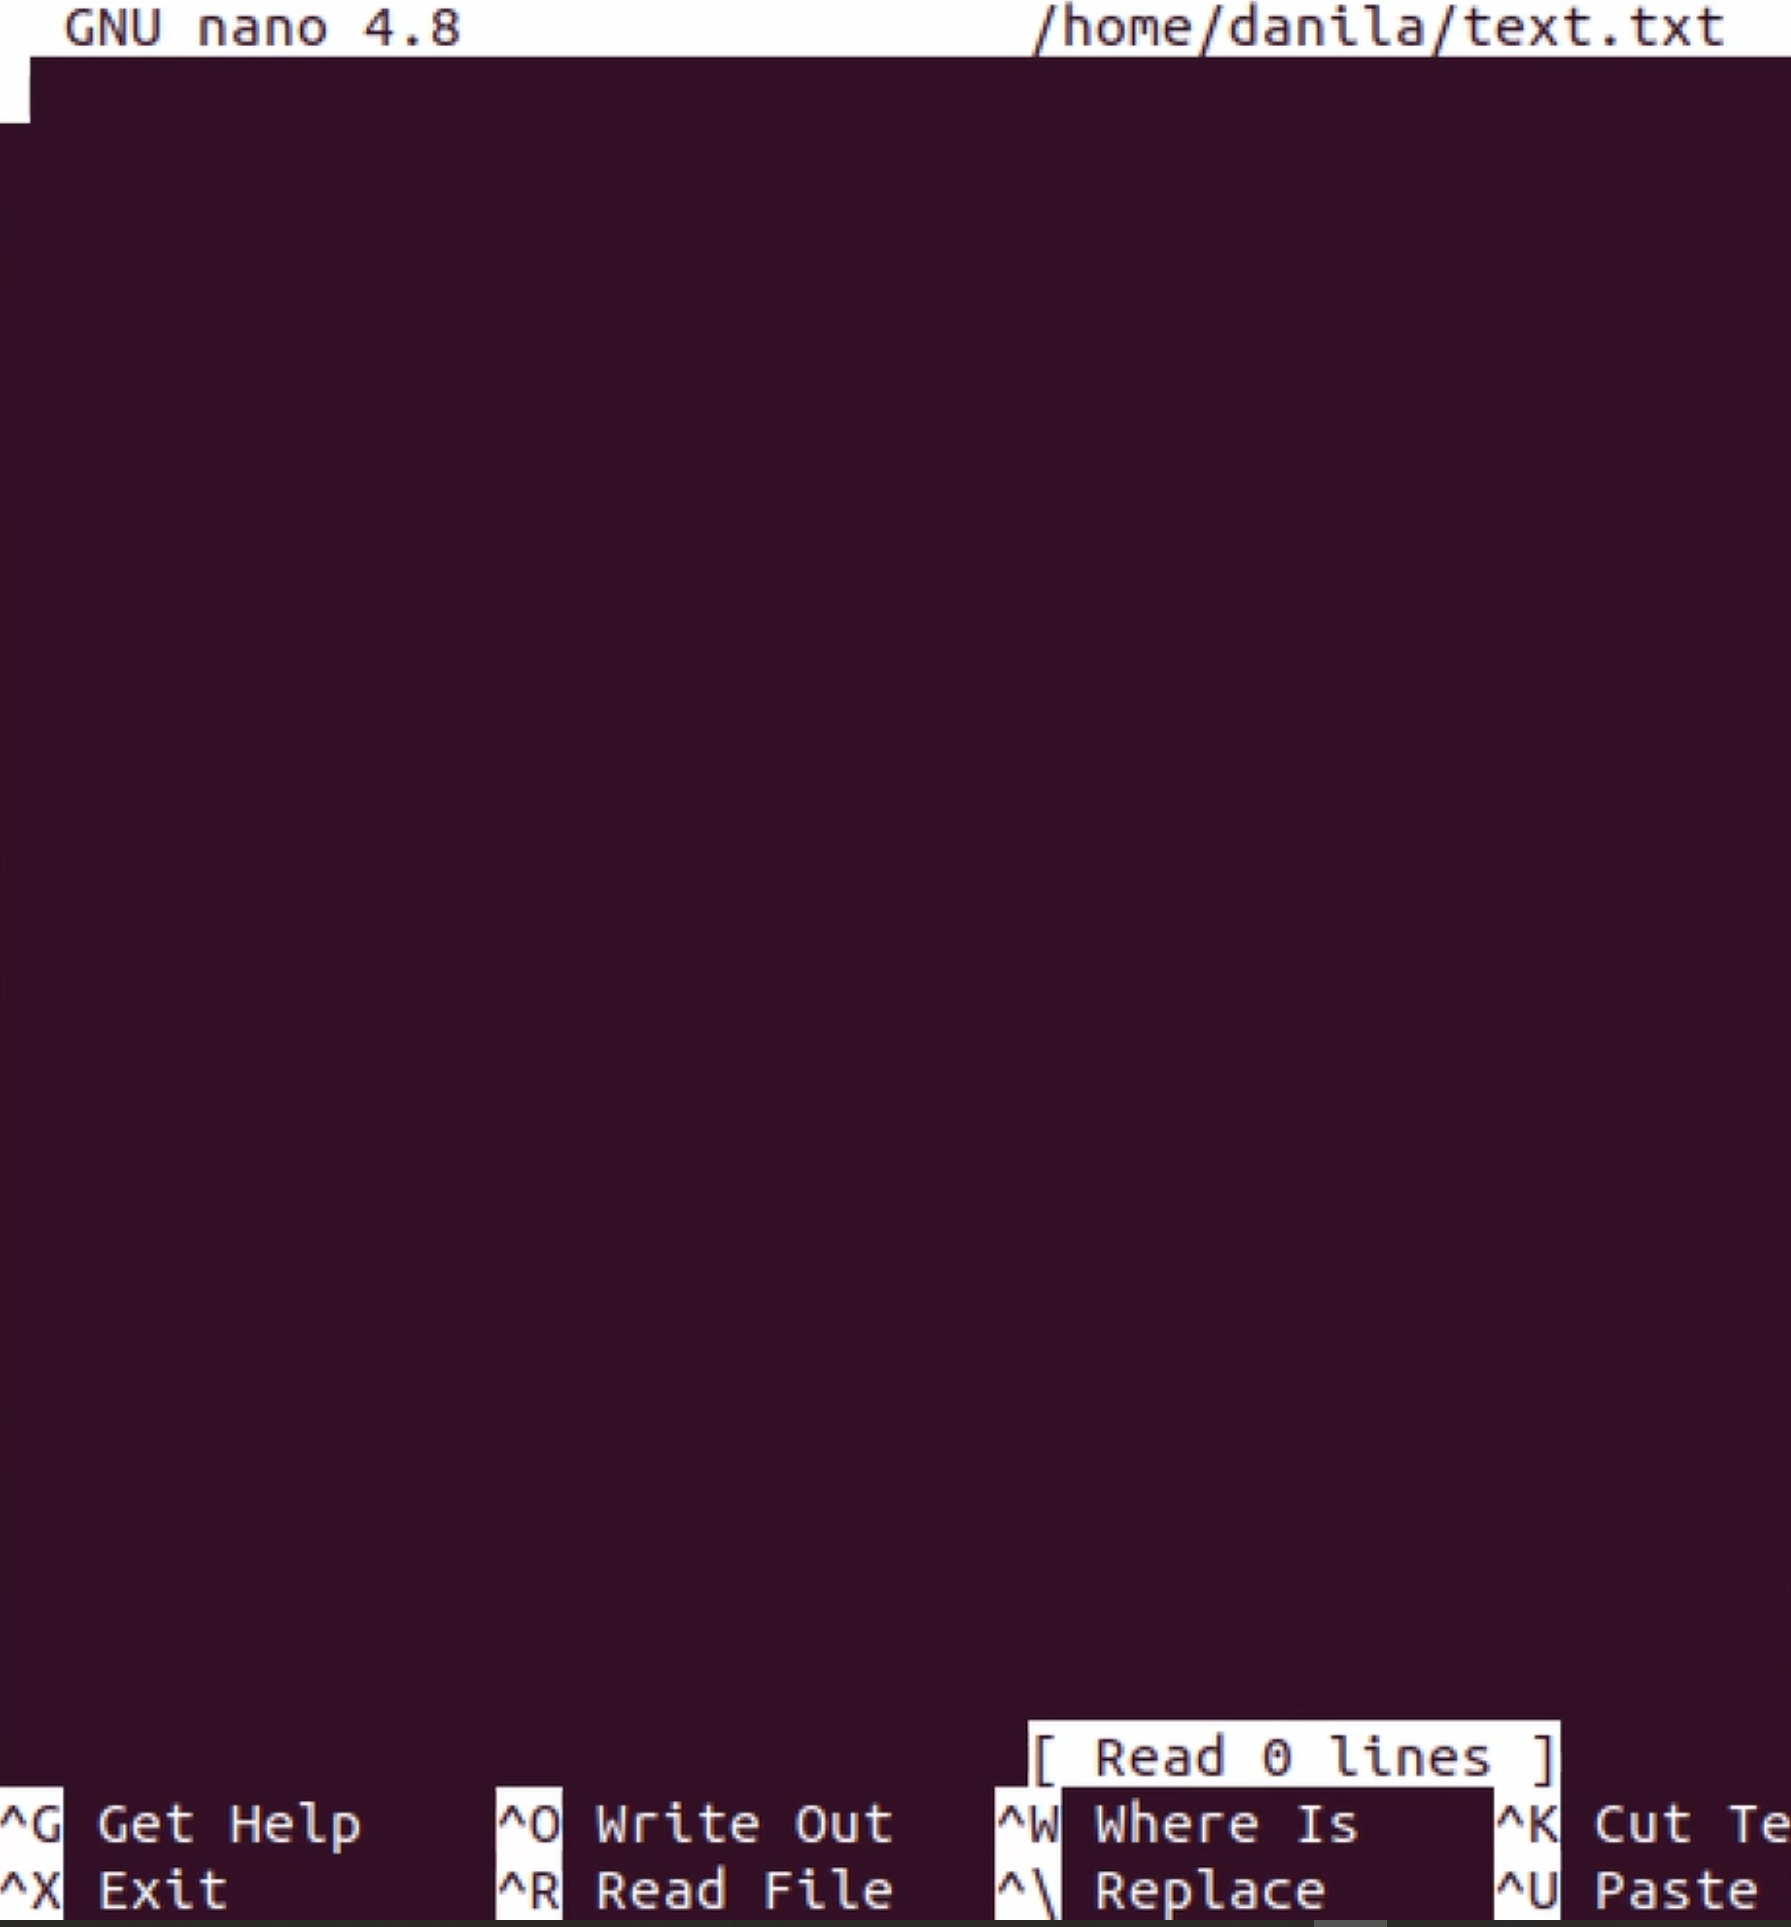 GNU nano 4.8 /home/danila/text.txt
[ Read 0 lines ]
^G Get Help ^O Write Out ^W Where Is ^K Cut Te
^X Exit ^R Read File ^\ Replace ^U Paste